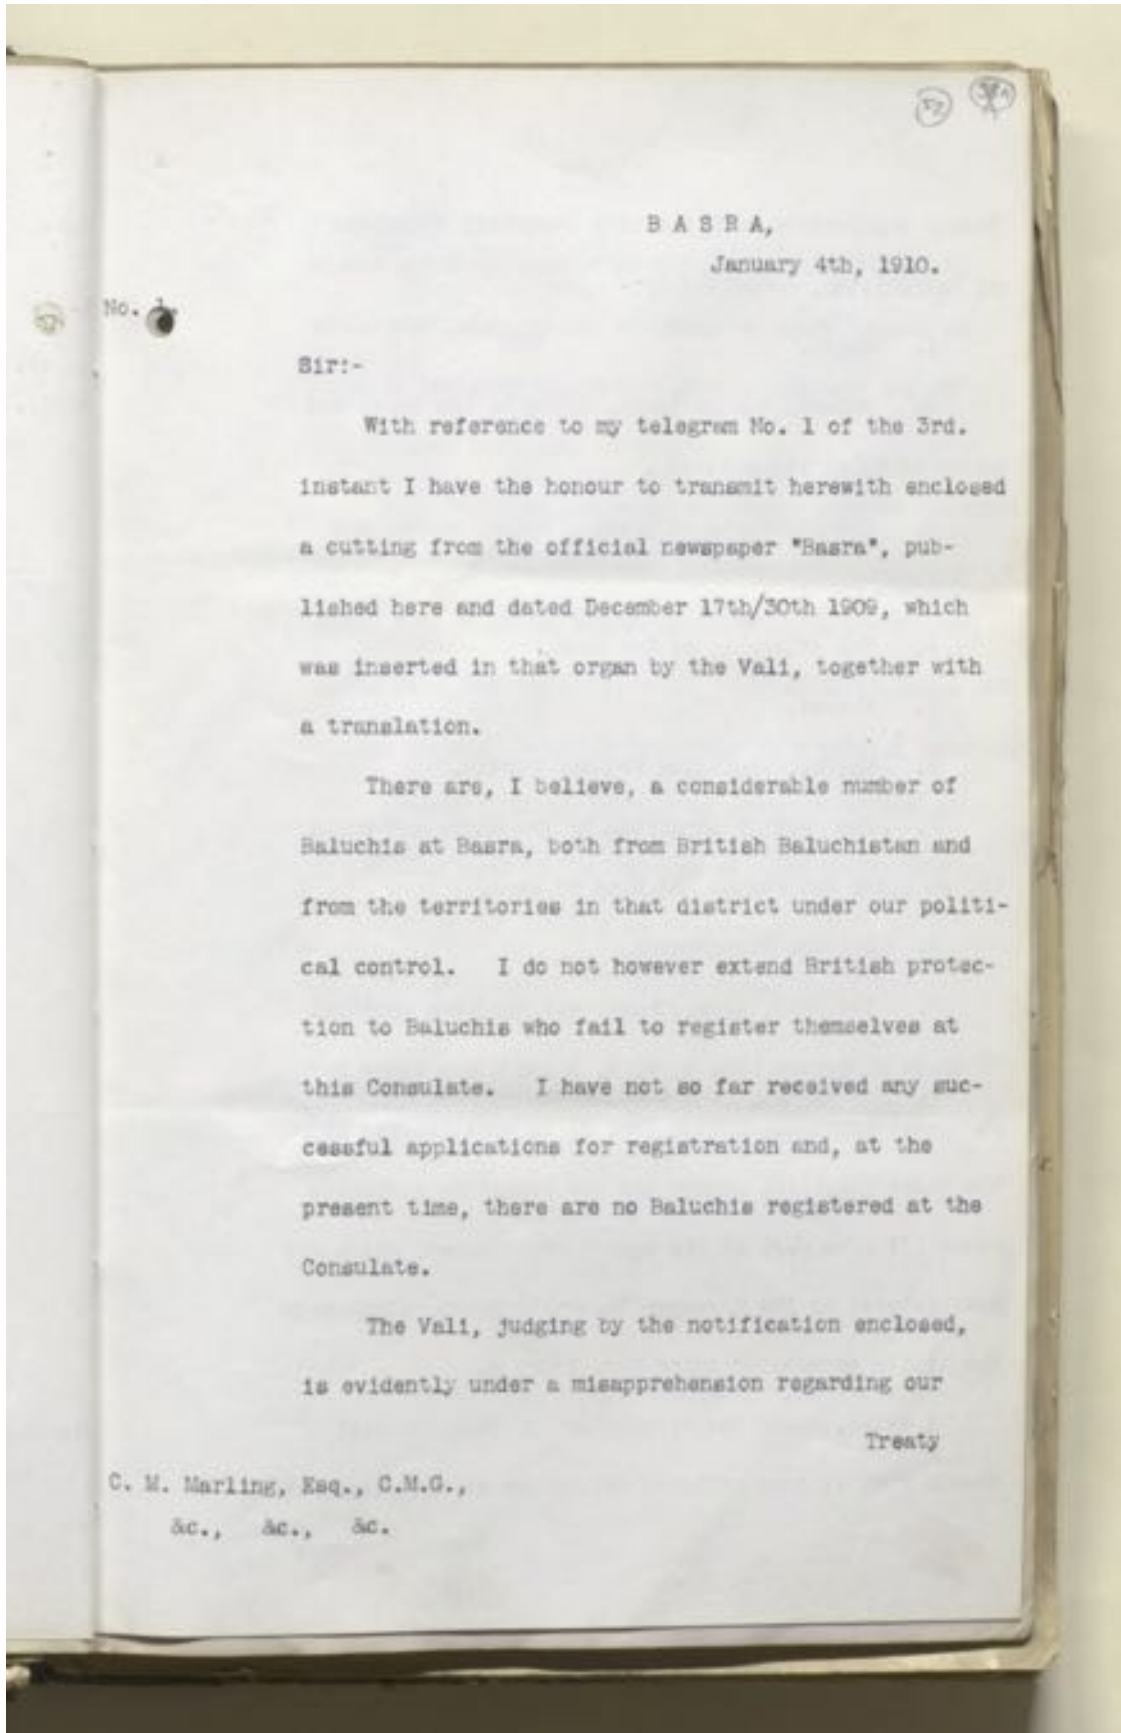 52
B A S R A,
January 4th, 1910.
No. 1.
Sir:-
With reference to my telegram No. 1 of the 3rd.
instant I have the honour to transmit herewith enclosed
a cutting from the official newspaper "Basra", pub-
lished here and dated December 17th/30th 1909, which
was inserted in that organ by the Vali, together with
a translation.
There are, I believe, a considerable number of
Baluchis at Basra, both from British Baluchistan and
from the territories in that district under our politi-
cal control. I do not however extend British protec-
tion to Baluchis who fail to register themselves at
this Consulate. I have not so far received any suc-
cessful applications for registration and, at the
present time, there are no Baluchis registered at the
Consulate.
The Vali, judging by the notification enclosed,
is evidently under a misapprehension regarding our
Treaty
C. M. Marling, Esq., C.M.G.,
&c., &c., &c.